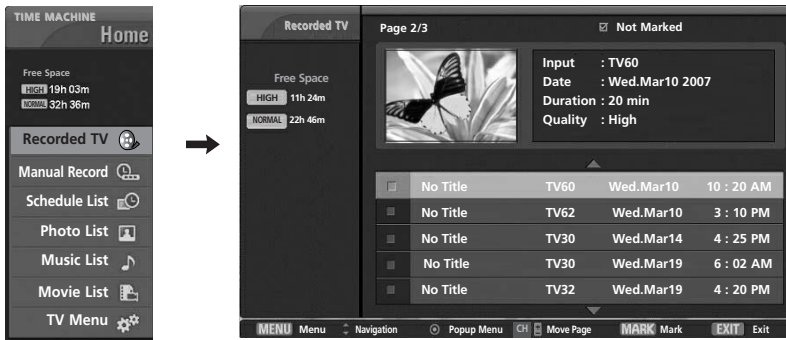 TIME MACHINE
Home
Free Space
HIGH 19h 03m
NORMAL 32h 36m
Recorded TV
Manual Record
Schedule List
Photo List
Music List
Movie List
TV Menu
Recorded TV
Free Space
HIGH 11h 24m
NORMAL 22h 46m
Page 2/3
Not Marked
Input : TV60
Date : Wed.Mar10 2007
Duration : 20 min
Quality : High
No Title TV60 Wed.Mar10 10 : 20 AM
No Title TV62 Wed.Mar10 3 : 10 PM
No Title TV30 Wed.Mar14 4 : 25 PM
No Title TV30 Wed.Mar19 6 : 02 AM
No Title TV32 Wed.Mar19 4 : 20 PM
MENU Menu Navigation Popup Menu CH Move Page MARK Mark EXIT Exit